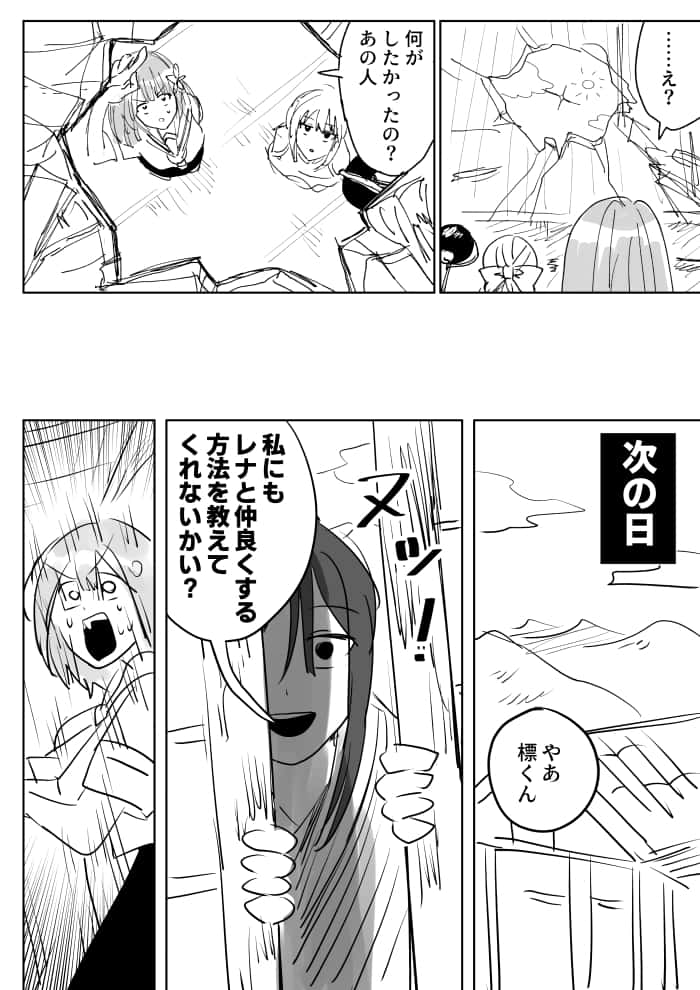 ……え？
何が
したかったの？
あの人
次の日
やあ
標くん
ヌッ！
私にも
レナと仲良くする
方法を教えて
くれないかい？